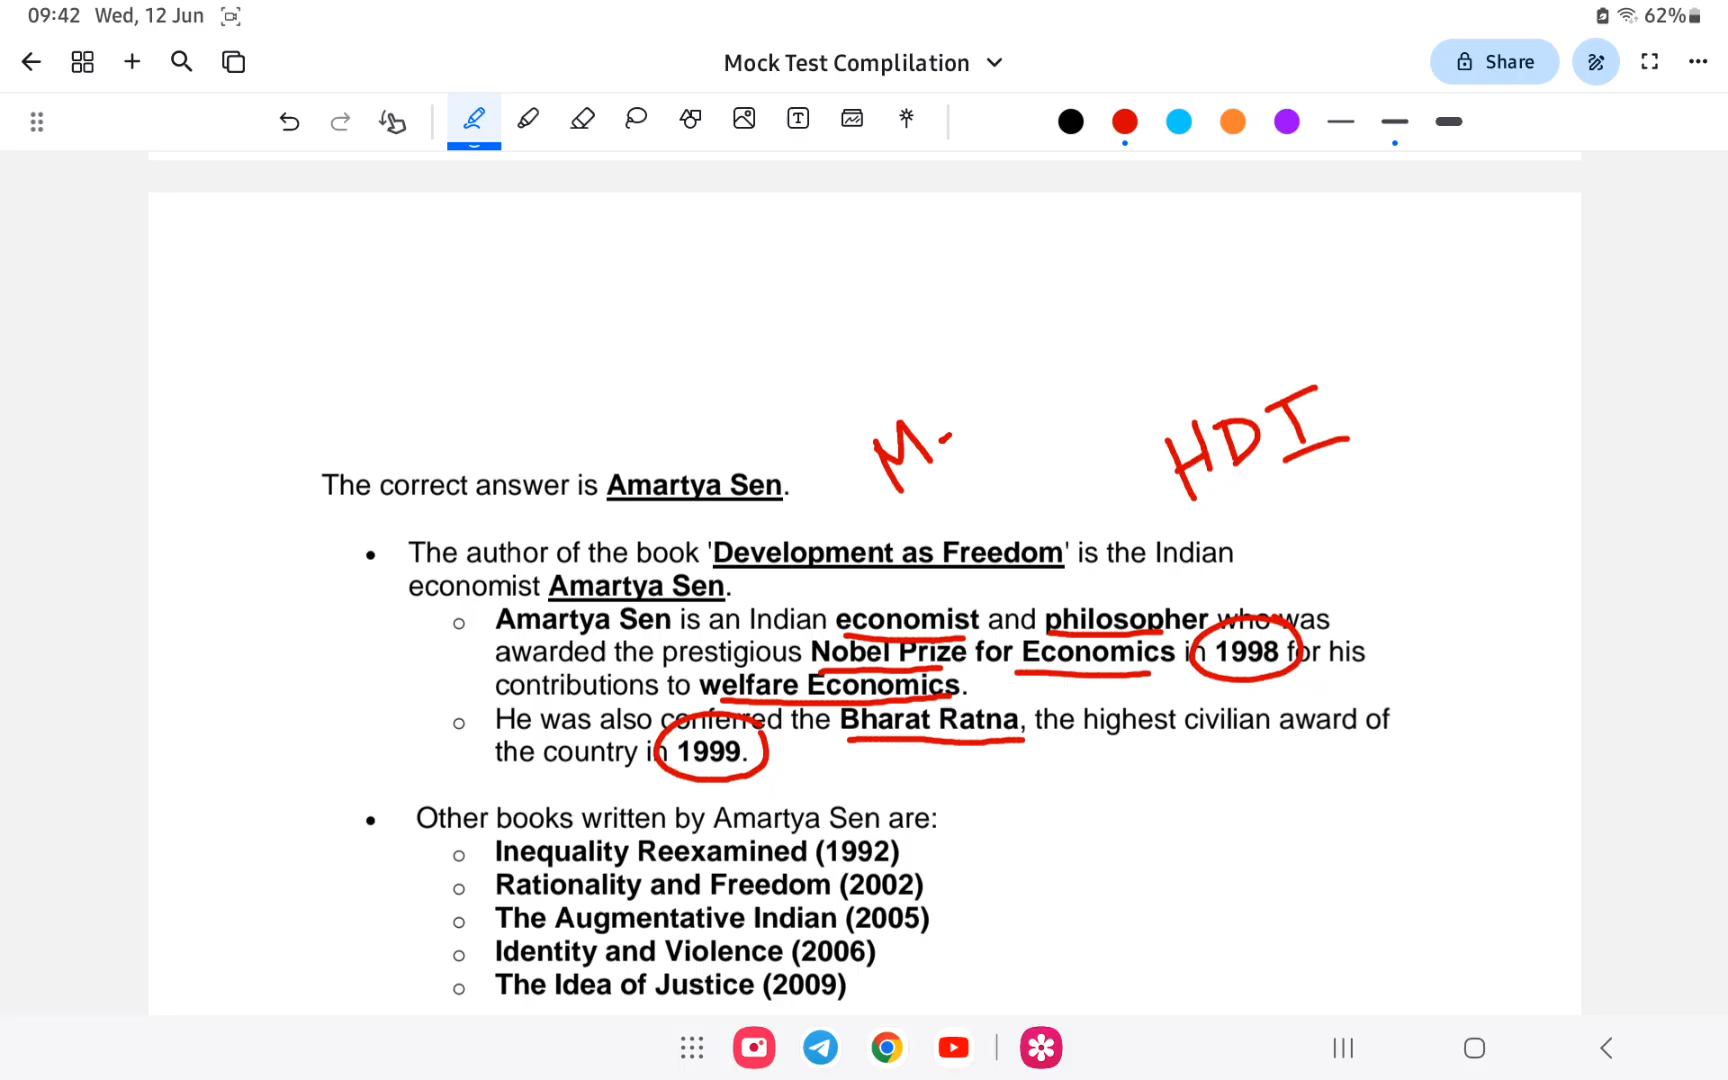 09:42 Wed, 12 Jun
62%
Mock Test Complilation
Share
M.
HDI
The correct answer is Amartya Sen.
• The author of the book 'Development as Freedom' is the Indian
economist Amartya Sen.
○ Amartya Sen is an Indian economist and philosopher who was
awarded the prestigious Nobel Prize for Economics in 1998 for his
contributions to welfare Economics.
○ He was also conferred the Bharat Ratna, the highest civilian award of
the country in 1999.
• Other books written by Amartya Sen are:
○ Inequality Reexamined (1992)
○ Rationality and Freedom (2002)
○ The Augmentative Indian (2005)
○ Identity and Violence (2006)
○ The Idea of Justice (2009)